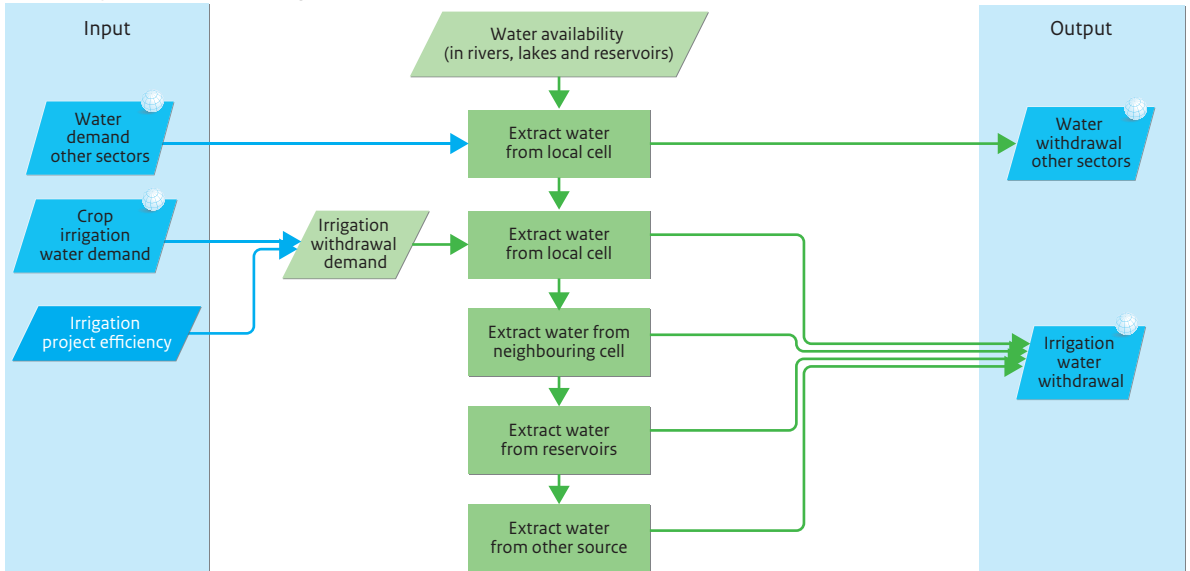 Input
Water availability
(in rivers, lakes and reservoirs)
Output
Water
demand
other sectors
Extract water
from local cell
Water
withdrawal
other sectors
Crop
irrigation
water demand
Irrigation
withdrawal
demand
Extract water
from local cell
Irrigation
project efficiency
Extract water from
neighbouring cell
Irrigation
water
withdrawal
Extract water
from reservoirs
Extract water
from other source